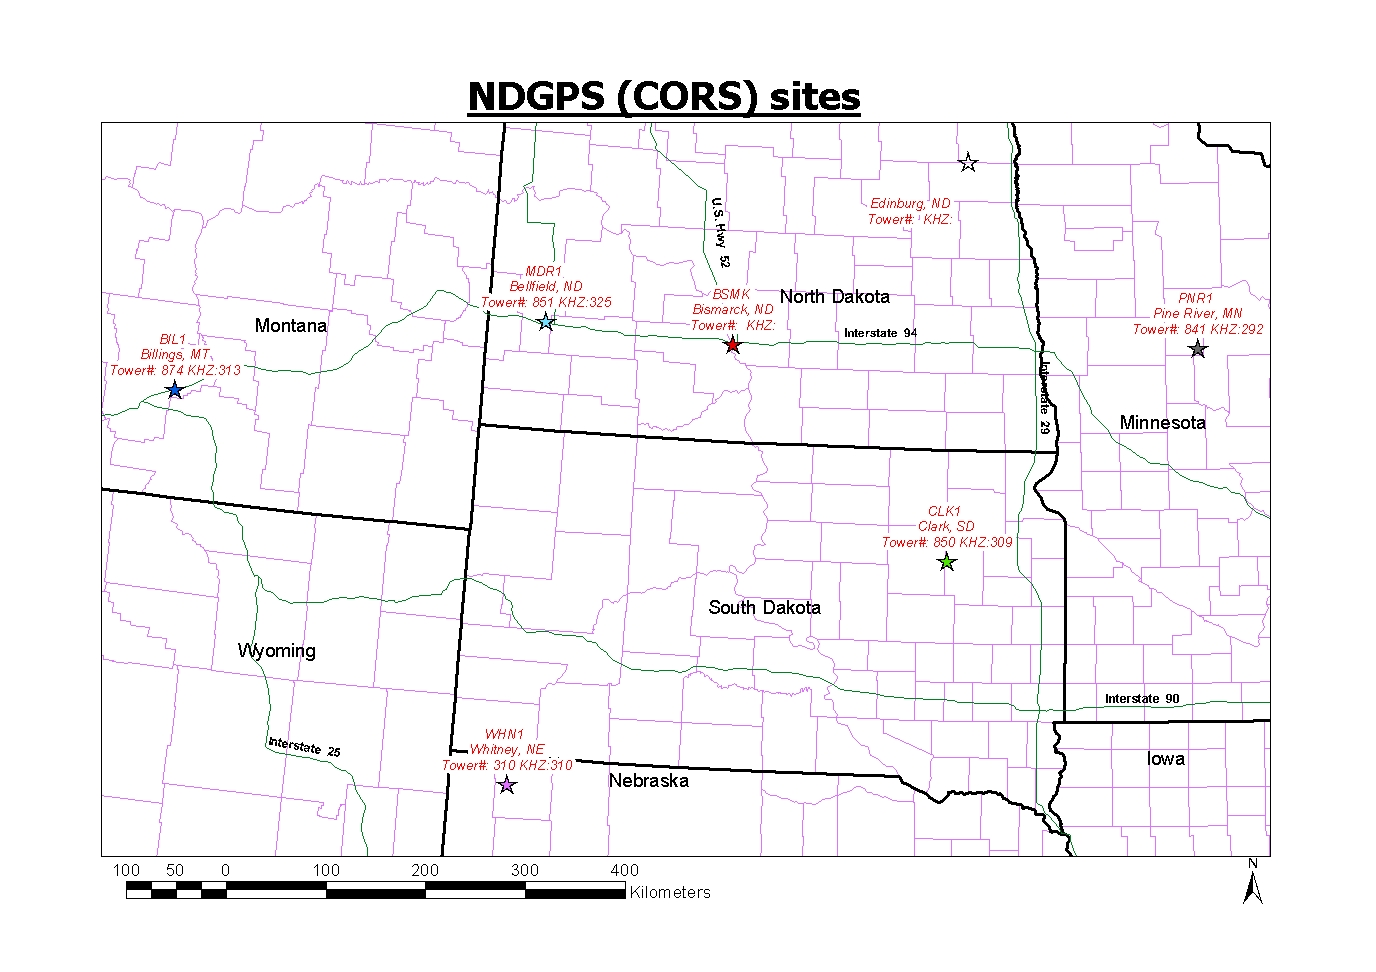 NDGPS (CORS) sites
Edinburg, ND
Tower#:   KHZ:
U.S. Hwy 52
MDR1
Bellfield, ND
Tower#: 851 KHZ:325
BSMK
Bismarck, ND
Tower#:   KHZ:
North Dakota
PNR1
Pine River, MN
Tower#: 841 KHZ:292
Montana
Interstate 94
BIL1
Billings, MT
Tower#: 874 KHZ:313
Interstate 29
Minnesota
CLK1
Clark, SD
Tower#: 850 KHZ:309
South Dakota
Wyoming
Interstate 90
Interstate 25
WHN1
Whitney, NE
Tower#: 310 KHZ:310
Nebraska
Iowa
100 50 0 100 200 300 400
Kilometers
N